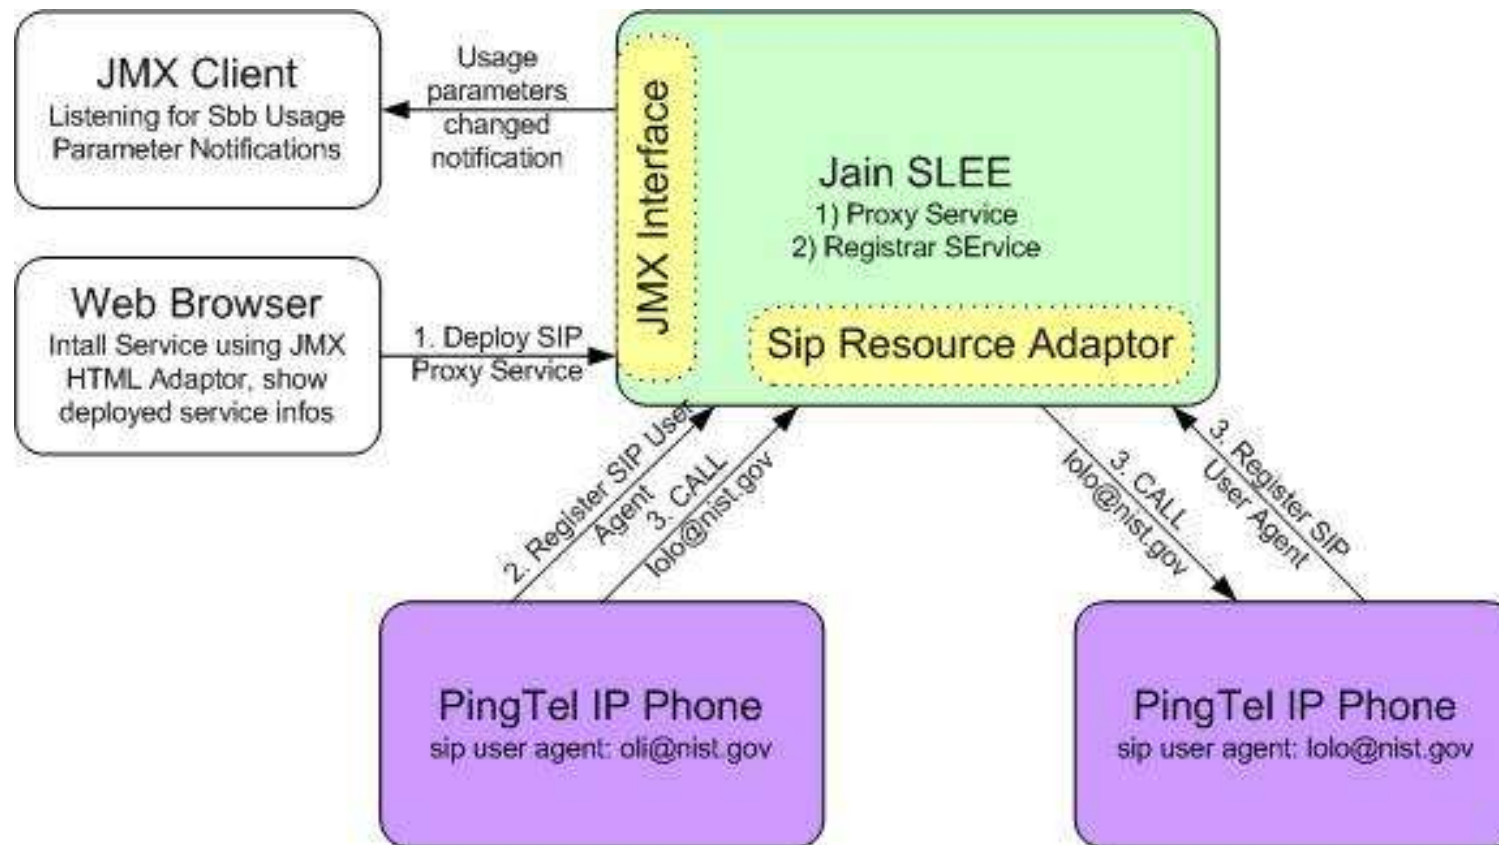 JMX Client
Listening for Sbb Usage
Parameter Notifications
Usage
parameters
changed
notification
JMX Interface
Jain SLEE
1) Proxy Service
2) Registrar SErvice
Sip Resource Adaptor
Web Browser
Intall Service using JMX
HTML Adaptor, show
deployed service infos
1. Deploy SIP
Proxy Service
2. Register SIP User
Agent
3. CALL
lolo@nist.gov
3. CALL
lolo@nist.gov
3. Register SIP
User Agent
PingTel IP Phone
sip user agent: oli@nist.gov
PingTel IP Phone
sip user agent: lolo@nist.gov